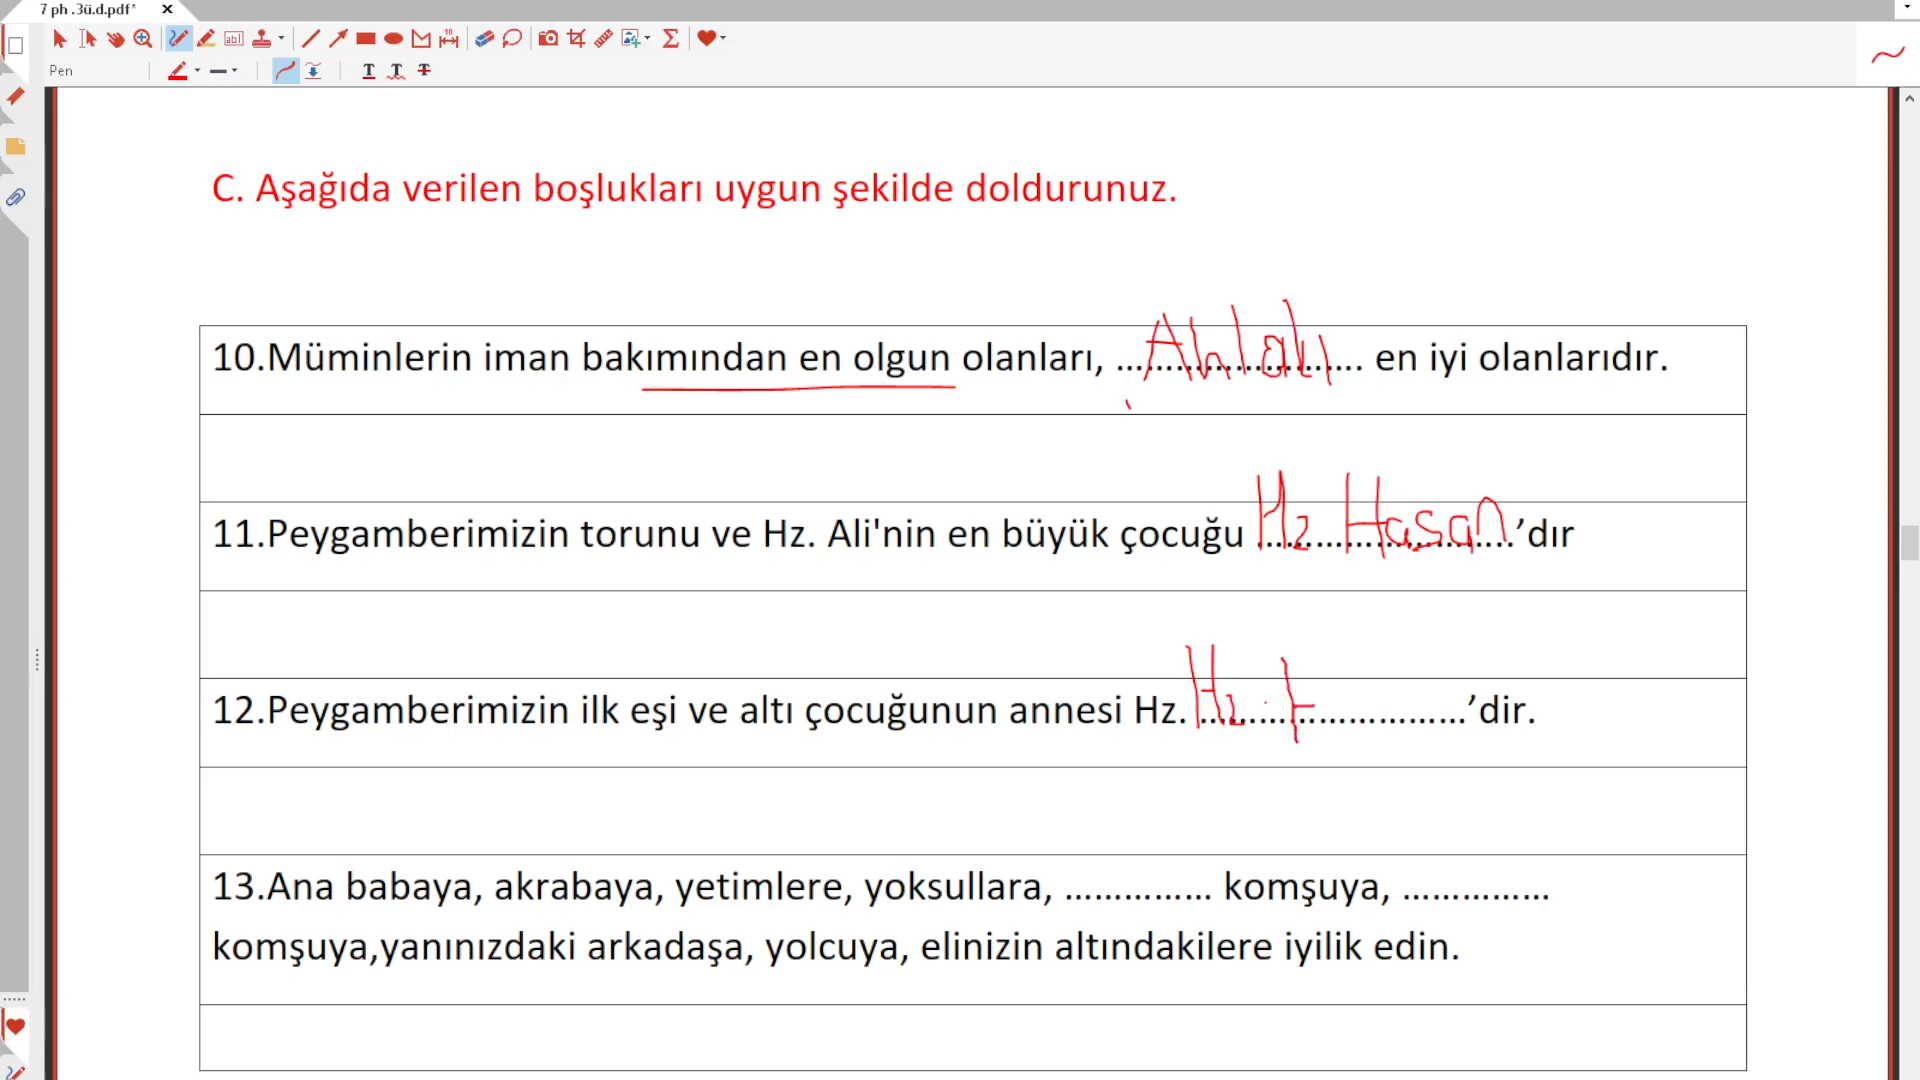 7 ph .3ü.d.pdf*
Pen
C. Aşağıda verilen boşlukları uygun şekilde doldurunuz.
10.Müminlerin iman bakımından en olgun olanları, ..........Ahlakı.......... en iyi olanlarıdır.
11.Peygamberimizin torunu ve Hz. Ali'nin en büyük çocuğu ..........Hz Hasan..........’dır
12.Peygamberimizin ilk eşi ve altı çocuğunun annesi Hz. ..........Hz..........’dir.
13.Ana babaya, akrabaya, yetimlere, yoksullara, …………… komşuya, ……………
komşuya,yanınızdaki arkadaşa, yolcuya, elinizin altındakilere iyilik edin.